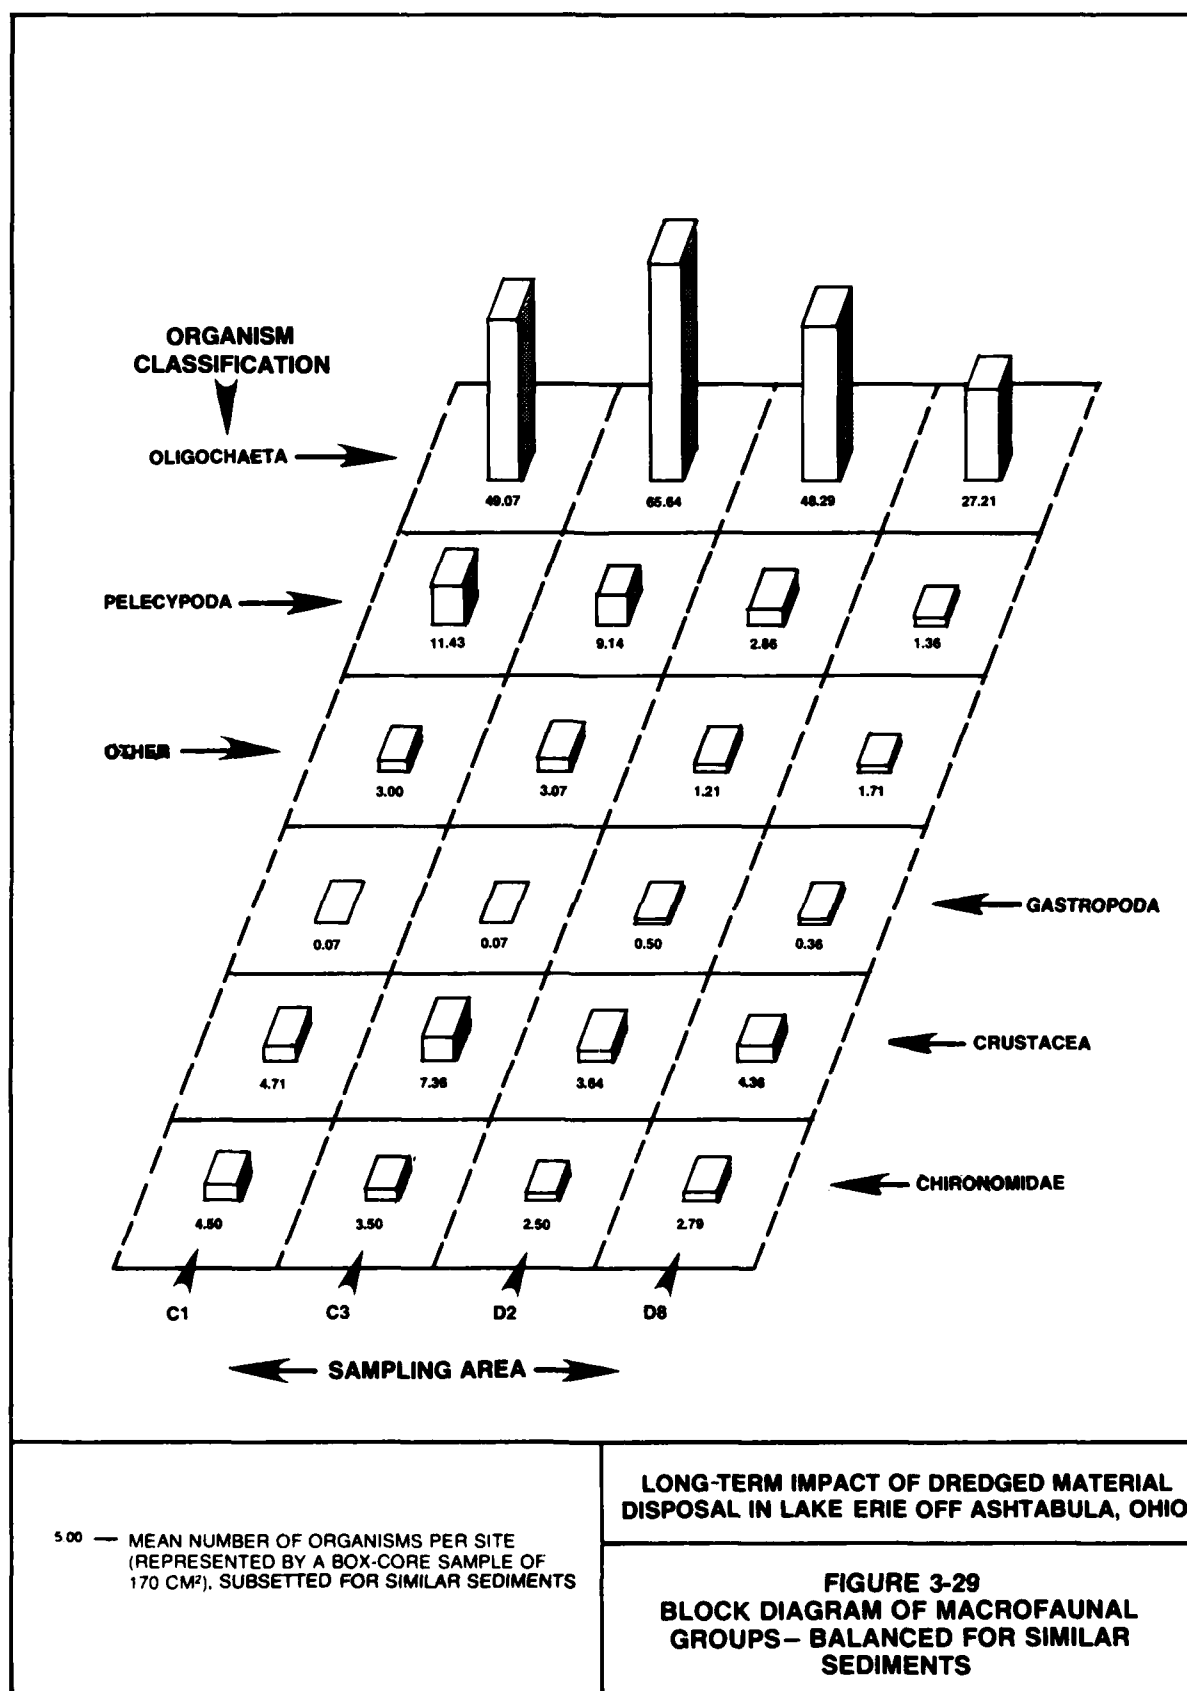 ORGANISM
CLASSIFICATION
OLIGOCHAETA
49.07
65.64
48.29
27.21
PELECYPODA
11.43
9.14
2.86
1.36
OTHER
3.00
3.07
1.21
1.71
0.07
0.07
0.50
0.36
GASTROPODA
4.71
7.36
3.64
4.36
CRUSTACEA
4.50
3.50
2.50
2.79
CHIRONOMIDAE
C1
C3
D2
D8
SAMPLING AREA
5.00 — MEAN NUMBER OF ORGANISMS PER SITE
(REPRESENTED BY A BOX-CORE SAMPLE OF
170 CM²), SUBSETTED FOR SIMILAR SEDIMENTS
LONG-TERM IMPACT OF DREDGED MATERIAL
DISPOSAL IN LAKE ERIE OFF ASHTABULA, OHIO
FIGURE 3-29
BLOCK DIAGRAM OF MACROFAUNAL
GROUPS— BALANCED FOR SIMILAR
SEDIMENTS